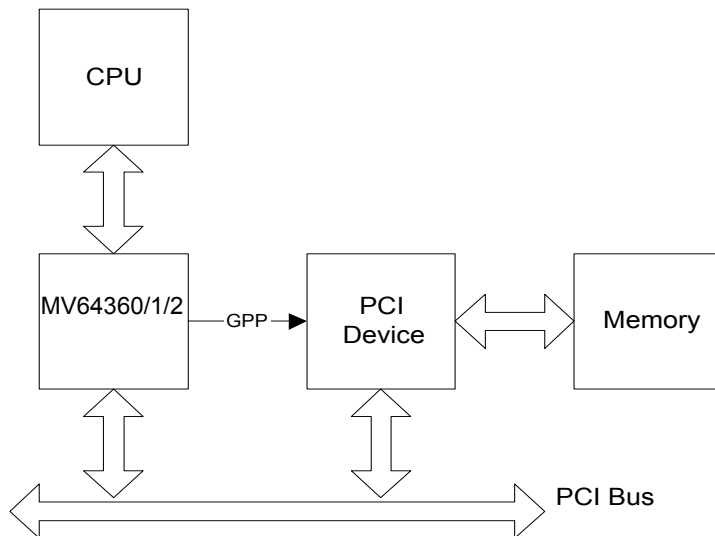 CPU
MV64360/1/2
GPP
PCI
Device
Memory
PCI Bus